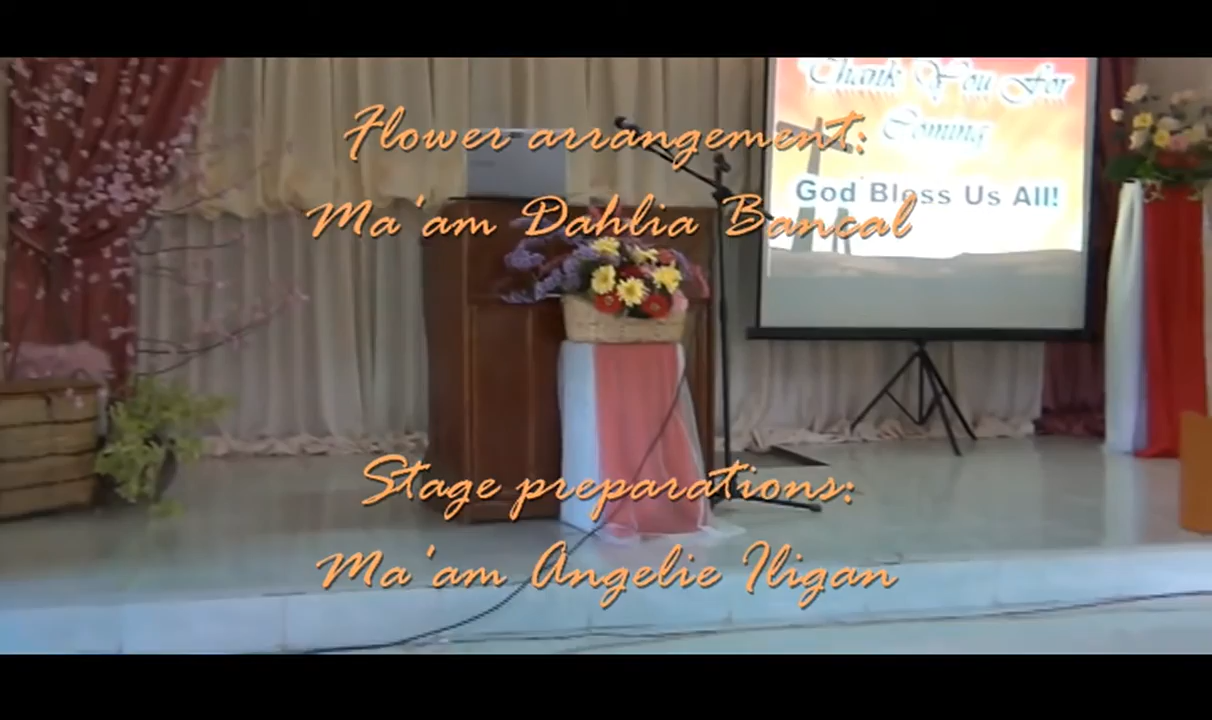 Thank You For
Coming
God Bless Us All!
Flower arrangement:
Ma'am Dahlia Bancal
Stage preparations:
Ma'am Angelie Iligan